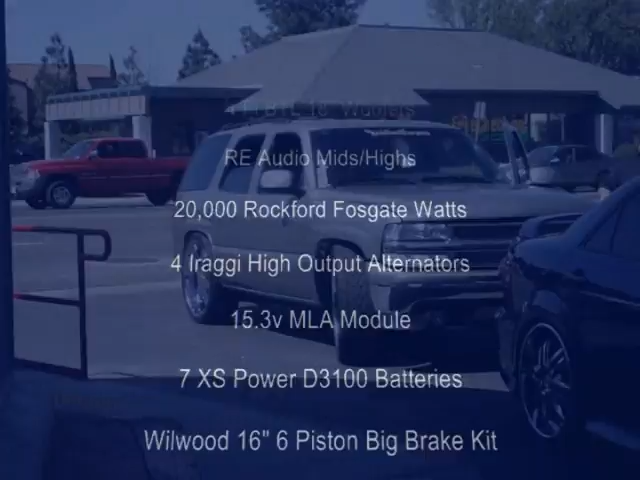 RE Audio Mids/Highs
20,000 Rockford Fosgate Watts
4 Iraggi High Output Alternators
15.3v MLA Module
7 XS Power D3100 Batteries
Wilwood 16" 6 Piston Big Brake Kit